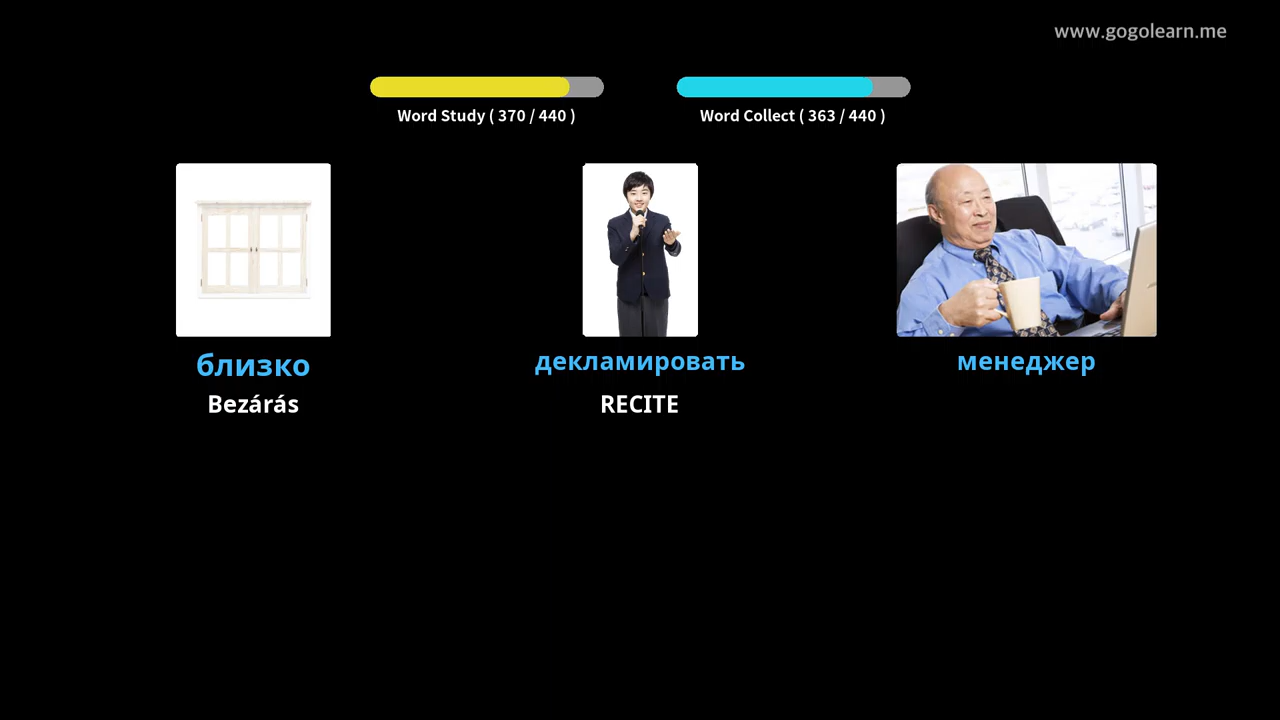 www.gogolearn.me
Word Study ( 370 / 440 )
Word Collect ( 363 / 440 )
близко
декламировать
менеджер
Bezárás
RECITE